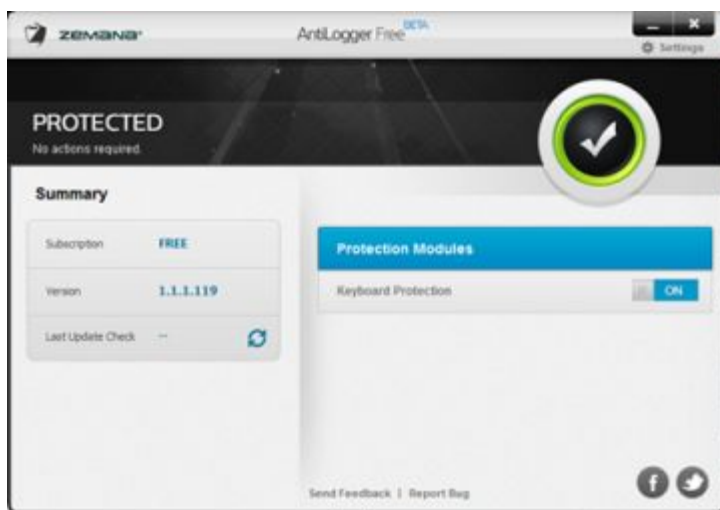 ZEMANA
AntiLogger Free BETA
Settings
PROTECTED
No actions required.
Summary
Subscription FREE
Version 1.1.1.119
Last Update Check --
Protection Modules
Keyboard Protection ON
Send Feedback | Report Bug